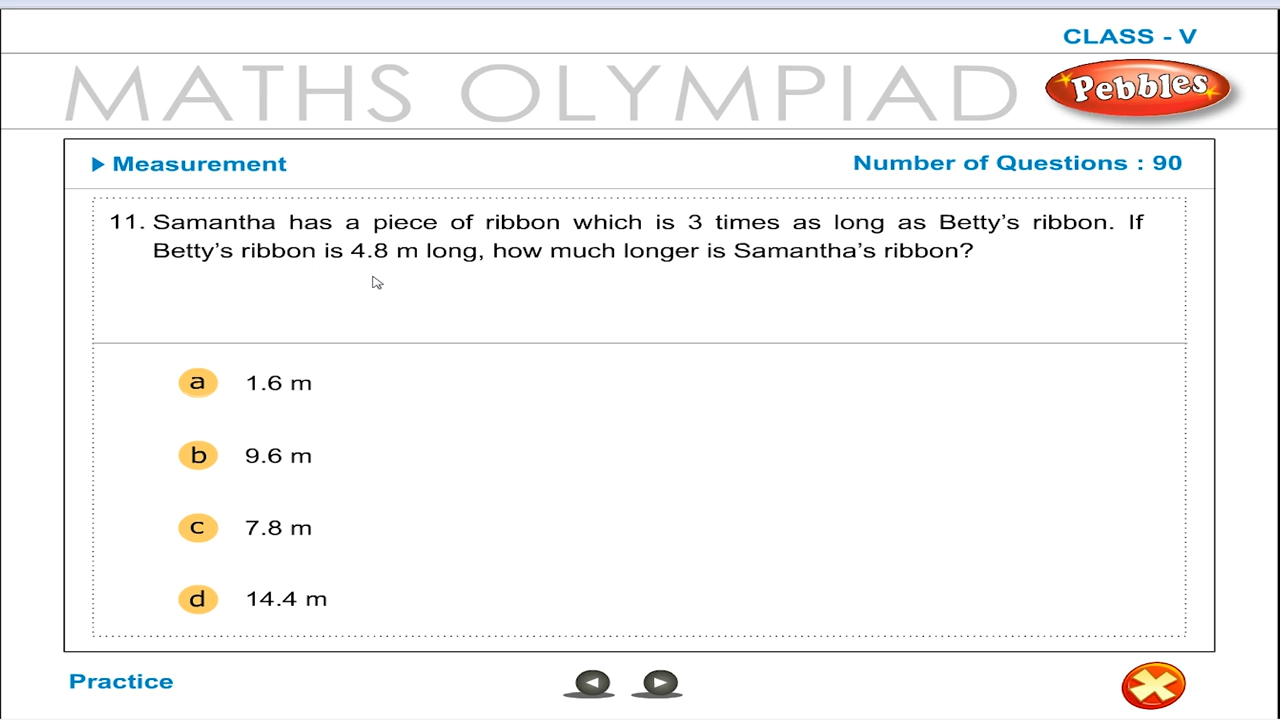 CLASS - V
MATHS OLYMPIAD
Pebbles
Measurement
Number of Questions : 90
11. Samantha has a piece of ribbon which is 3 times as long as Betty's ribbon. If
Betty's ribbon is 4.8 m long, how much longer is Samantha's ribbon?
a 1.6 m
b 9.6 m
c 7.8 m
d 14.4 m
Practice